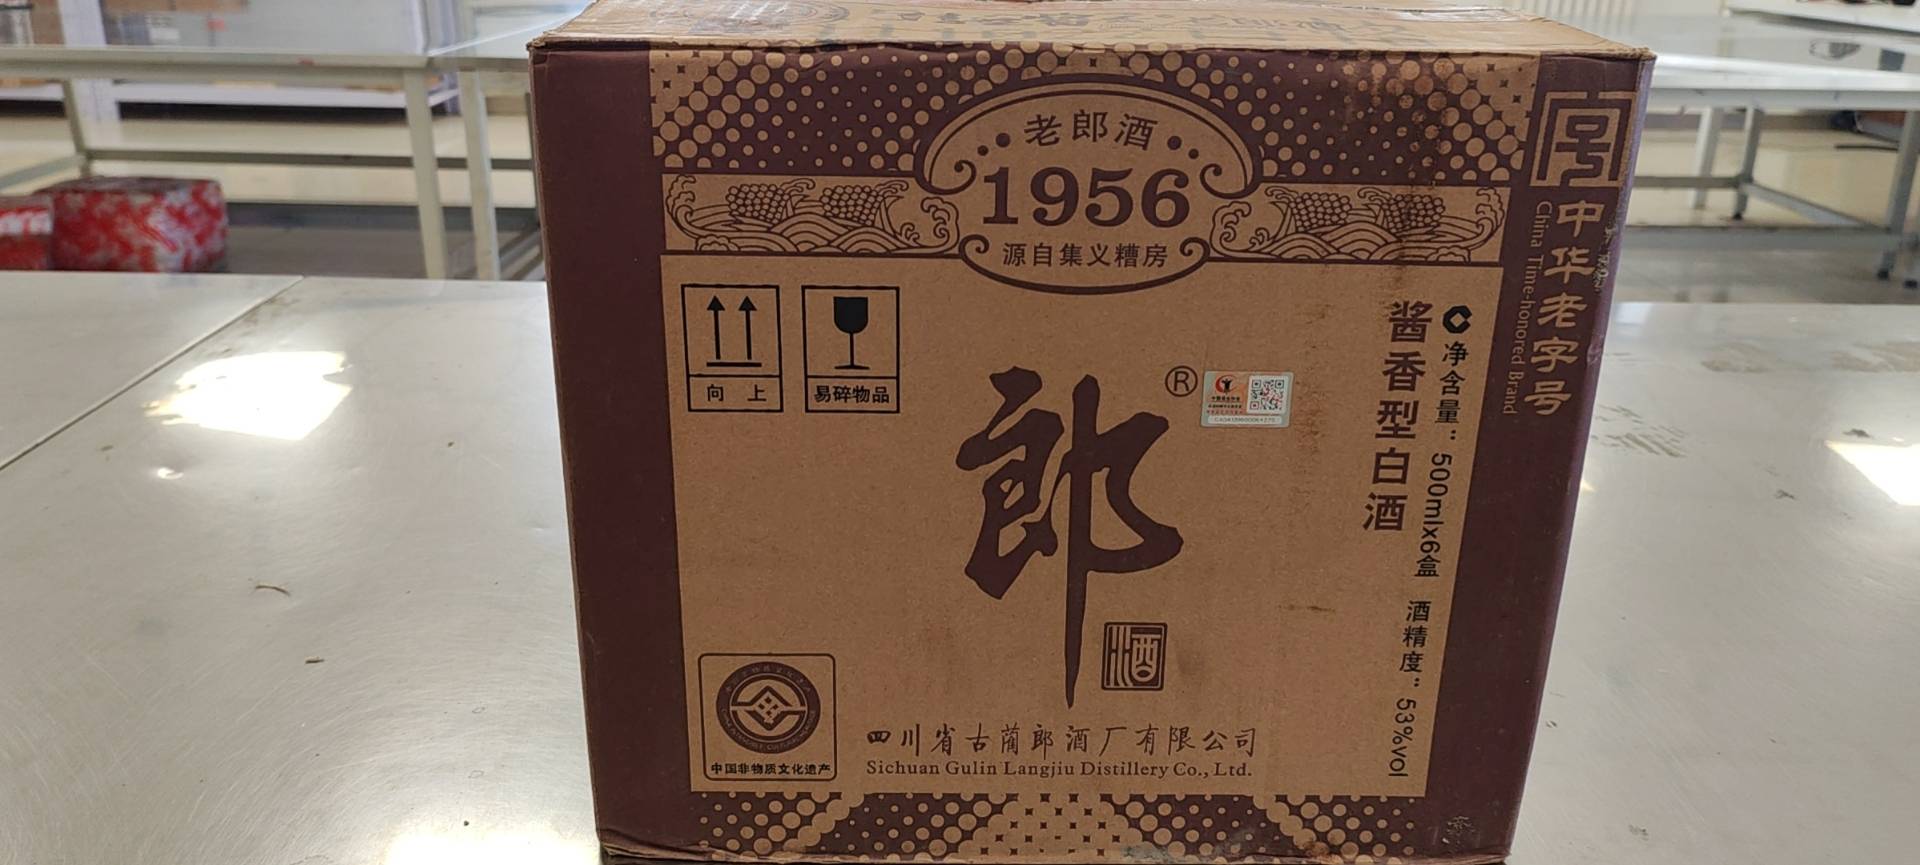 老郎酒
1956
源自集义糟房
向 上
易碎物品
郎®
酒
酱香型白酒
净含量：500mlx6盒 酒精度：53%vol
中华老字号
China Time-honored Brand
中国非物质文化遗产
四川省古蔺郎酒厂有限公司
Sichuan Gulin Langjiu Distillery Co., Ltd.